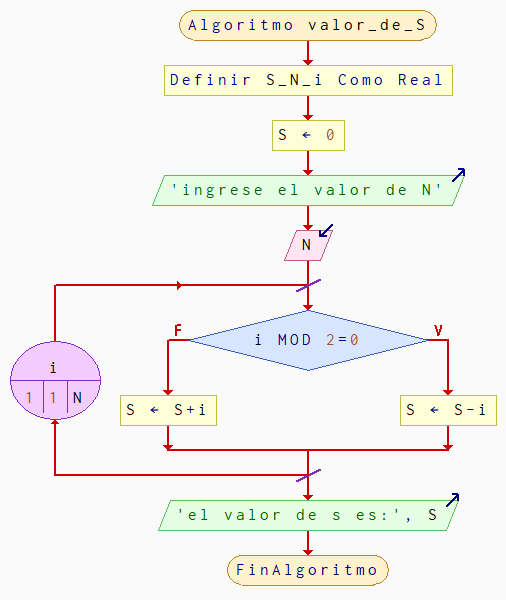 Algoritmo valor_de_S
Definir S_N_i Como Real
S ← 0
'ingrese el valor de N'
N
F
i MOD 2=0
V
i
1 1 N
S ← S+i
S ← S-i
'el valor de s es:', S
FinAlgoritmo